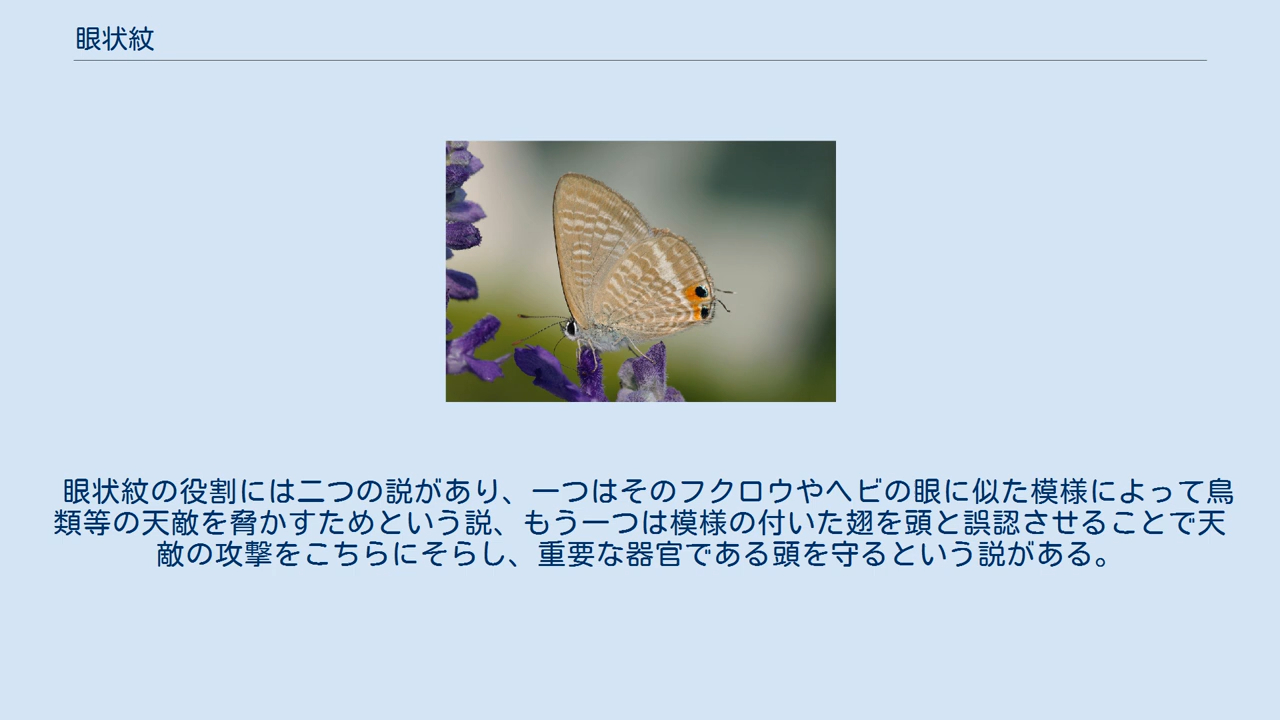 眼状紋
眼状紋の役割には二つの説があり、一つはそのフクロウやヘビの眼に似た模様によって鳥
類等の天敵を脅かすためという説、もう一つは模様の付いた翅を頭と誤認させることで天
敵の攻撃をこちらにそらし、重要な器官である頭を守るという説がある。